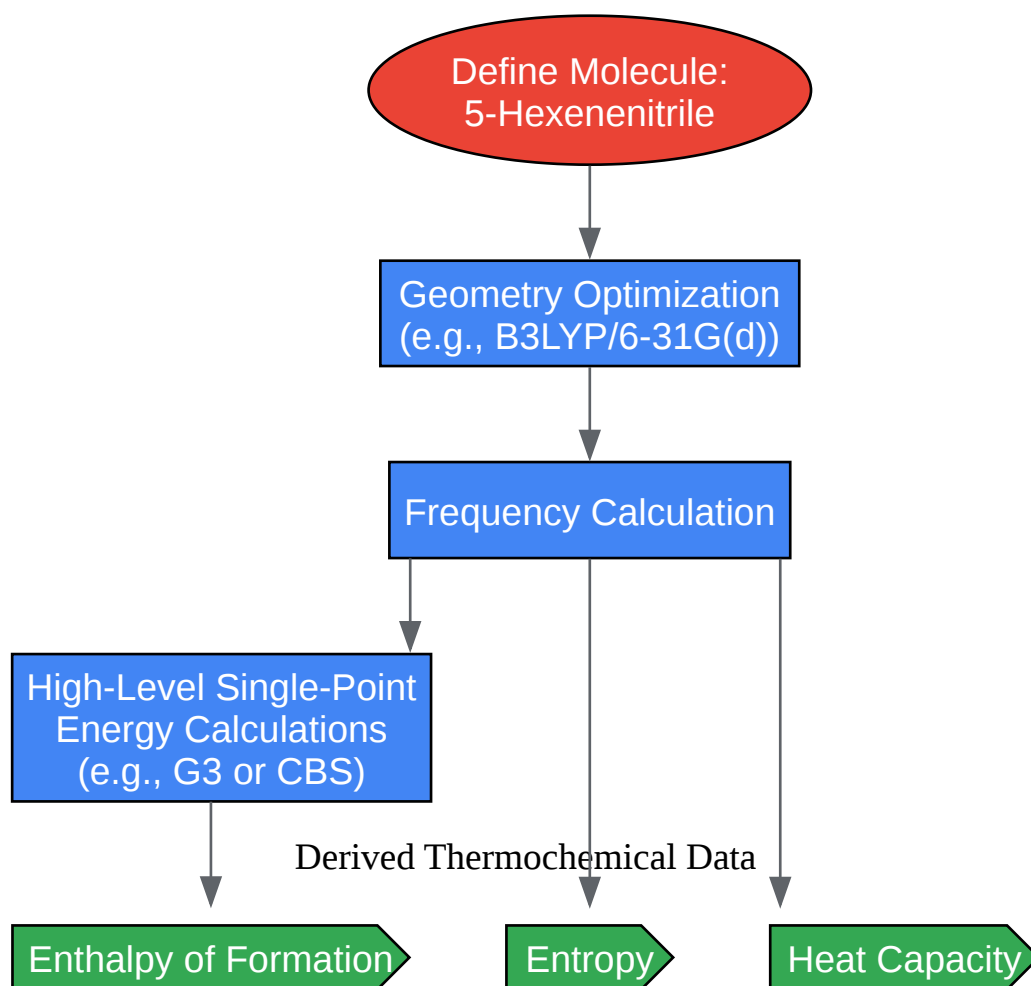 Define Molecule:
5-Hexenenitrile
Geometry Optimization
(e.g., B3LYP/6-31G(d))
Frequency Calculation
High-Level Single-Point
Energy Calculations
(e.g., G3 or CBS)
Derived Thermochemical Data
Enthalpy of Formation
Entropy
Heat Capacity